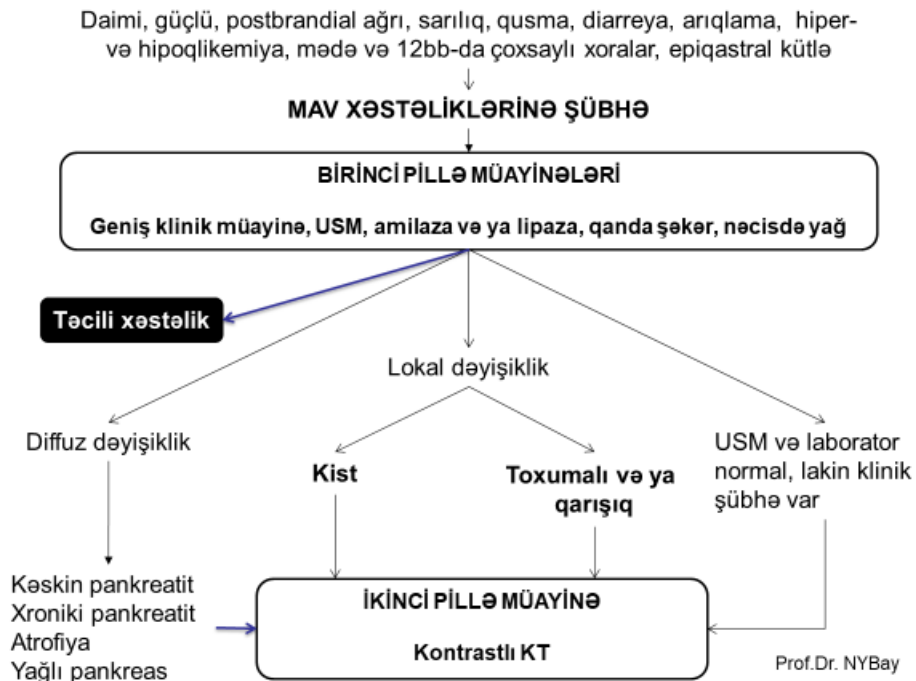 Daimi, güclü, postbrandial ağrı, sarılıq, qusma, diarreya, arıqlama, hiper-
və hipoqlikemiya, mədə və 12bb-da çoxsaylı xoralar, epiqastral kütlə
MAV XƏSTƏLİKLƏRİNƏ ŞÜBHƏ
BİRİNCİ PİLLƏ MÜAYİNƏLƏRİ
Geniş klinik müayinə, USM, amilaza və ya lipaza, qanda şəkər, nəcisdə yağ
Təcili xəstəlik
Lokal dəyişiklik
Diffuz dəyişiklik
Kist
Toxumalı və ya
qarışıq
USM və laborator
normal, lakin klinik
şübhə var
Kəskin pankreatit
Xroniki pankreatit
Atrofiya
Yağlı pankreas
İKİNCİ PİLLƏ MÜAYİNƏ
Kontrastlı KT
Prof.Dr. NYBay